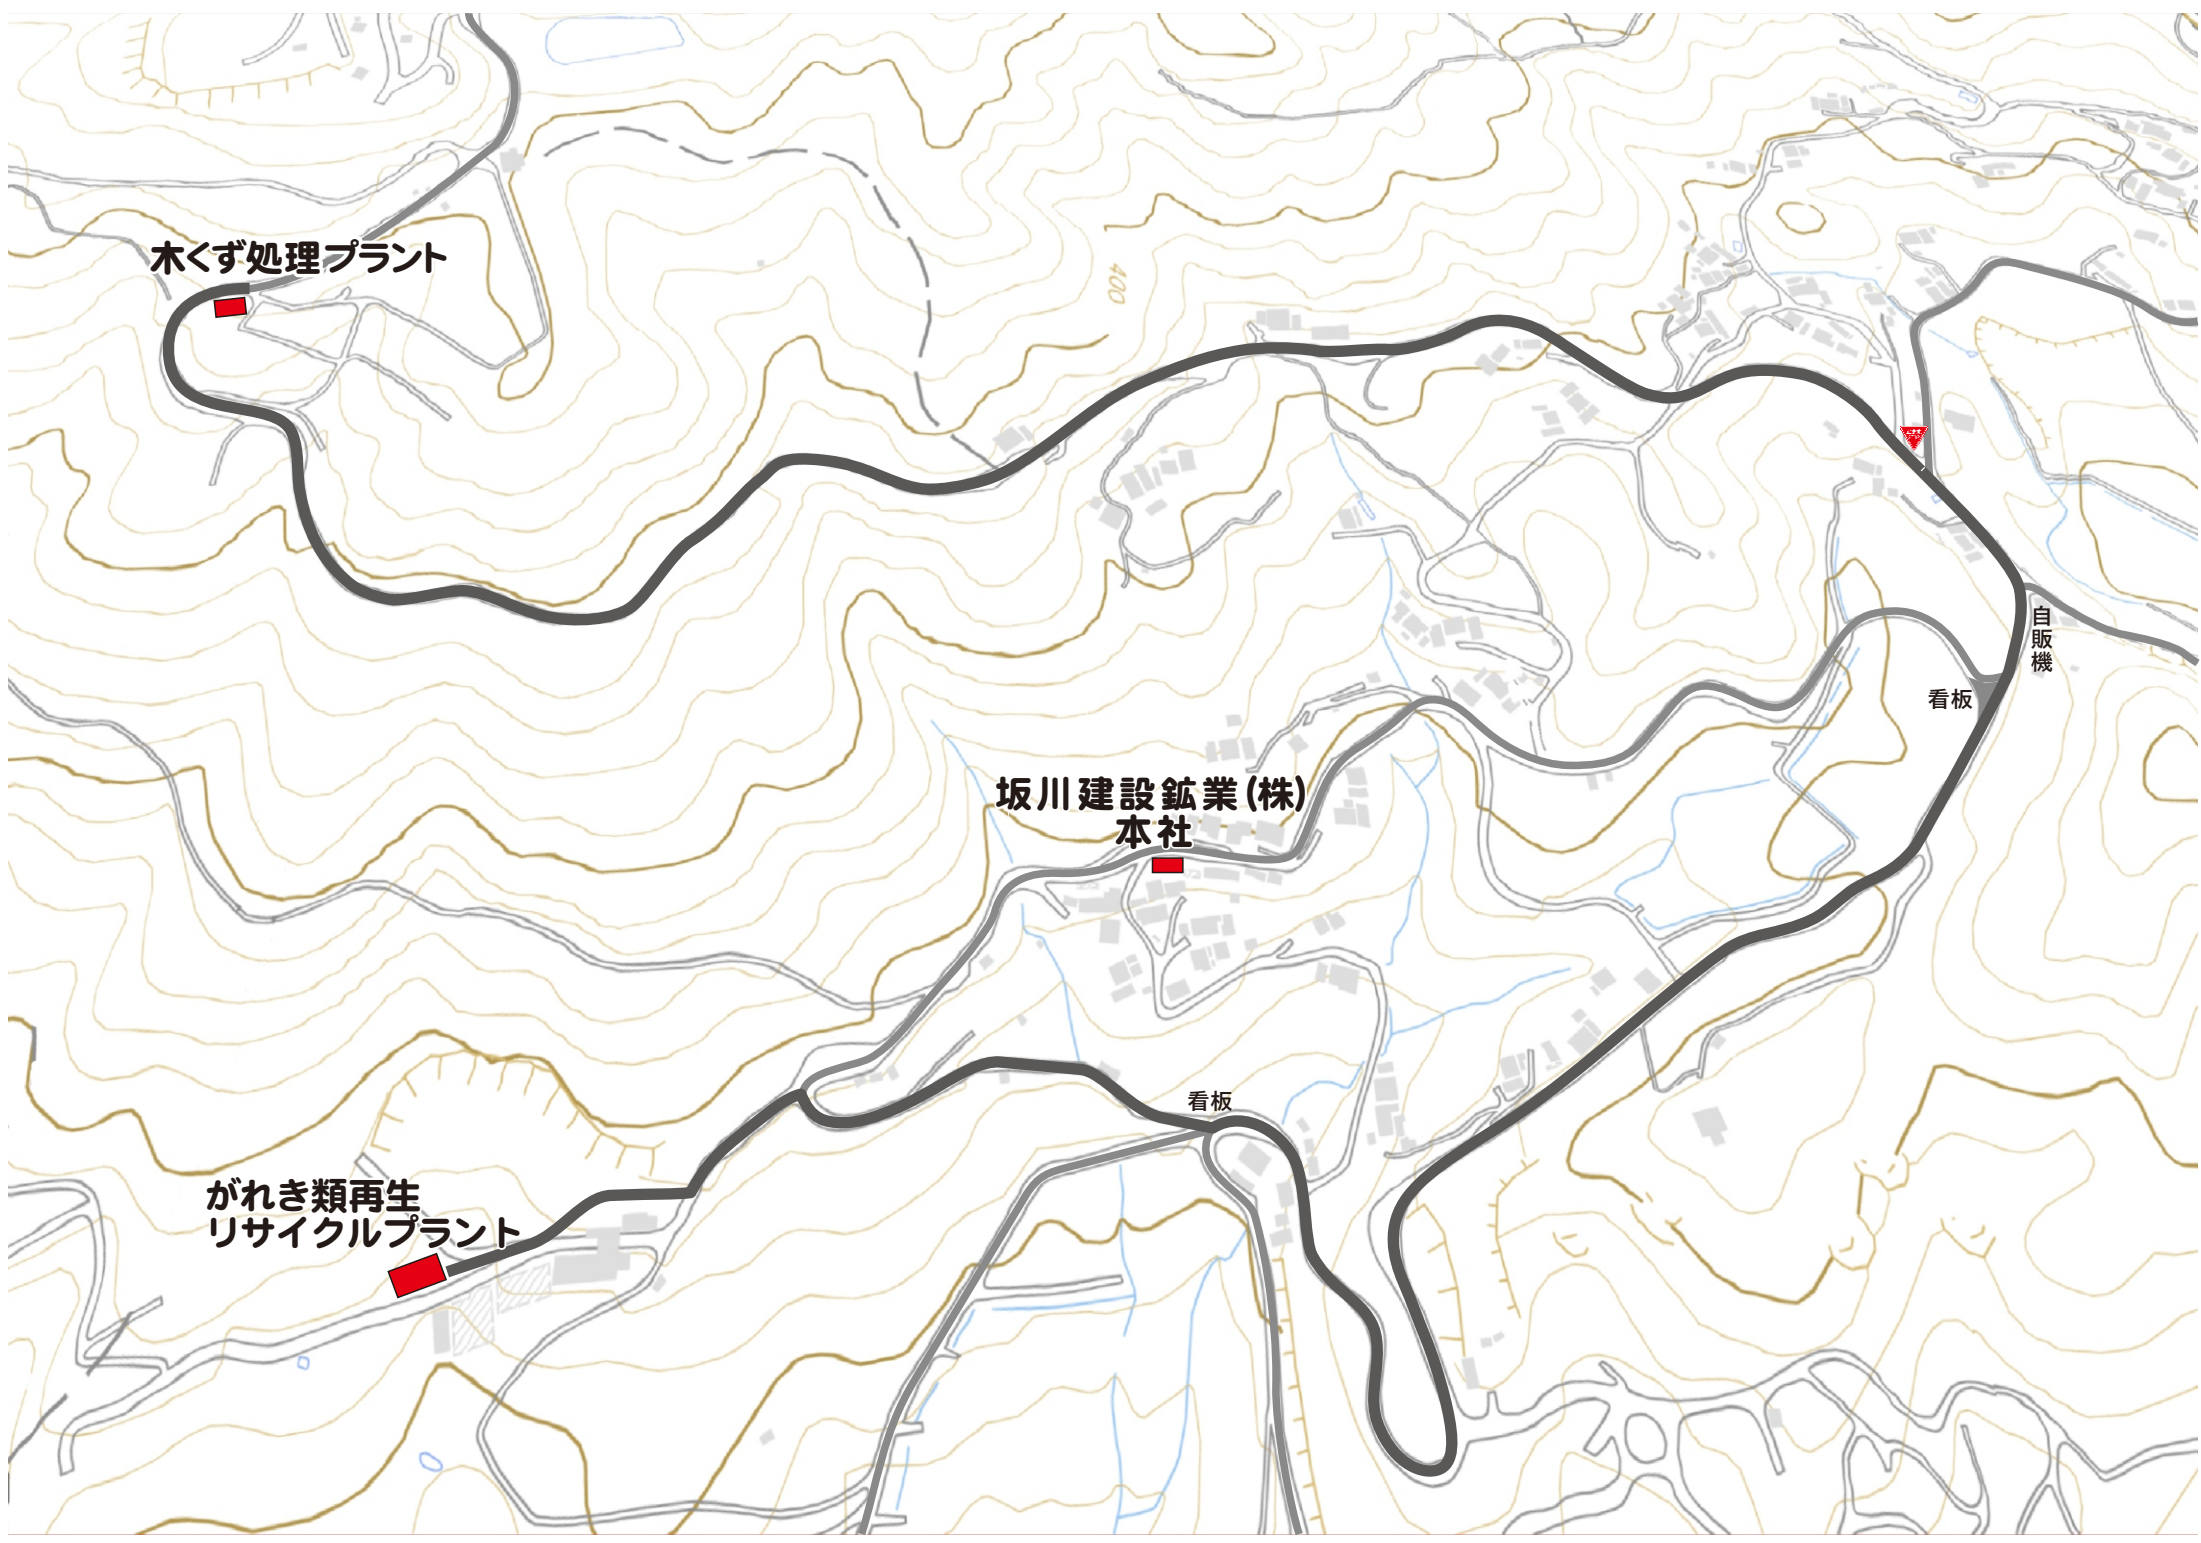 木くず処理プラント
400
自販機
看板
坂川建設鉱業(株)
本社
看板
がれき類再生
リサイクルプラント